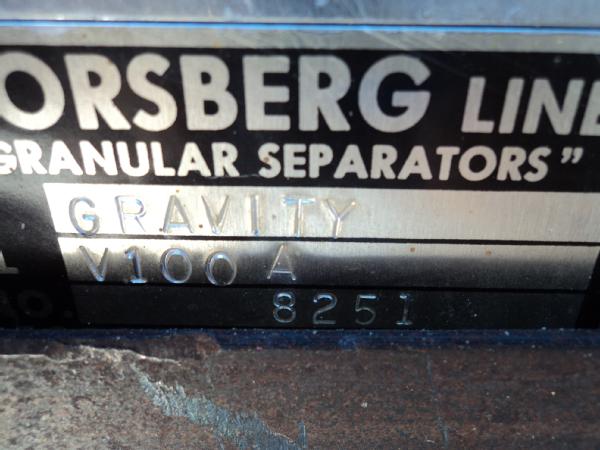 ORSBERG LINE
GRANULAR SEPARATORS”
GRAVITY
V100 A
O. 8251